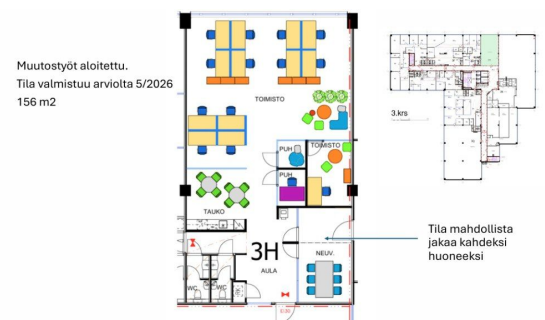 Muutostyöt aloitettu.
Tila valmistuu arviolta 5/2026
156 m2
TOIMISTO
PUH
TOIMISTO
PUH
TAUKO
3H
AULA
NEUV.
WC
WC
3.krs
Tila mahdollista
jakaa kahdeksi
huoneeksi